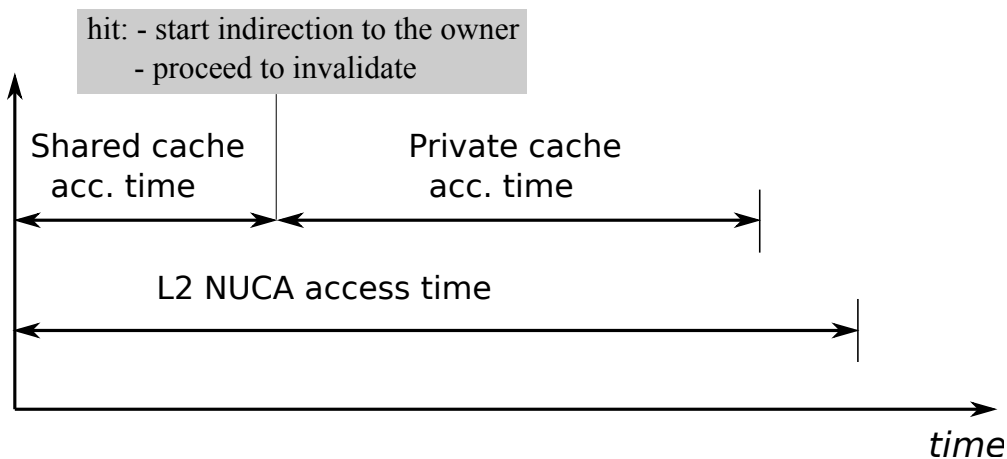 hit: - start indirection to the owner
- proceed to invalidate
Shared cache
acc. time
Private cache
acc. time
L2 NUCA access time
time